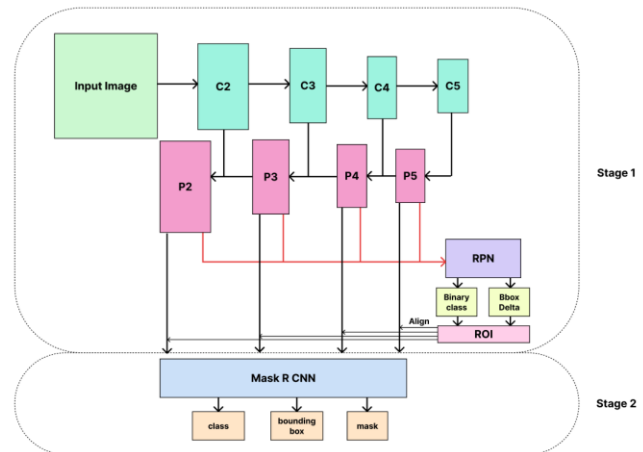 Input Image
C2
C3
C4
C5
Stage 1
P2
P3
P4
P5
RPN
Binary
class
Bbox
Delta
Align
ROI
Mask R CNN
class
bounding
box
mask
Stage 2